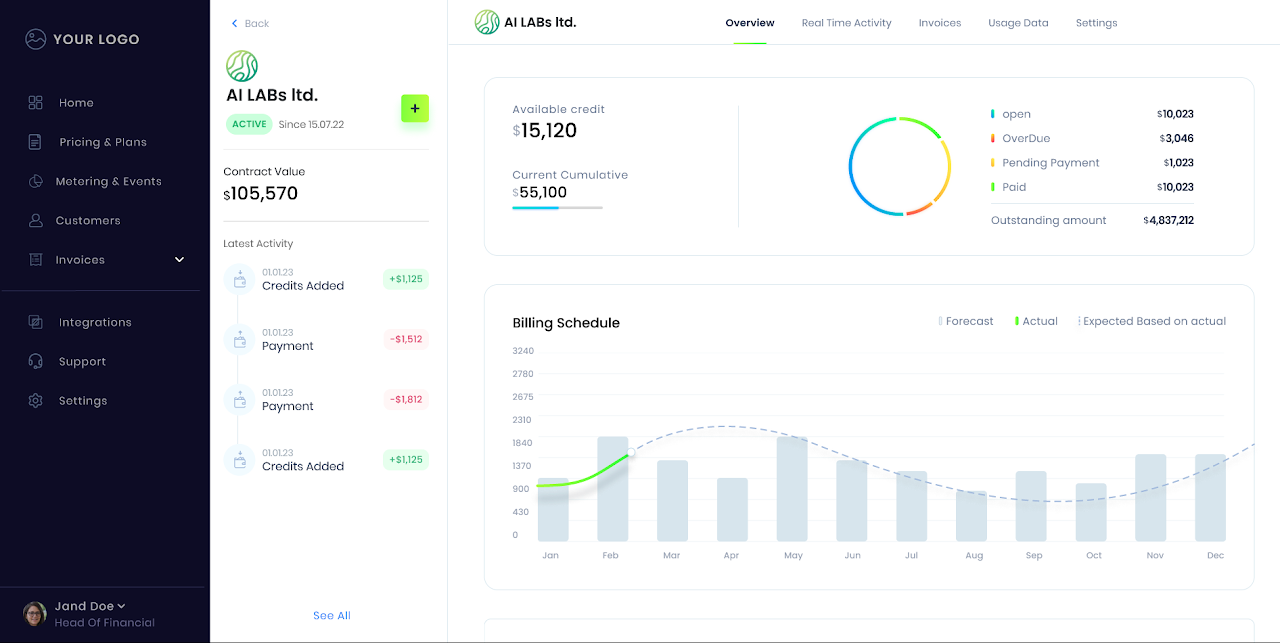 YOUR LOGO
Home
Pricing & Plans
Metering & Events
Customers
Invoices
Integrations
Support
Settings
Jand Doe
Head Of Financial
Back
AI LABs ltd.
ACTIVE Since 15.07.22
+
Contract Value
$105,570
Latest Activity
01.01.23
Credits Added +$1,125
01.01.23
Payment -$1,512
01.01.23
Payment -$1,812
01.01.23
Credits Added +$1,125
See All
AI LABs ltd. Overview Real Time Activity Invoices Usage Data Settings
Available credit
$15,120
Current Cumulative
$55,100
open $10,023
OverDue $3,046
Pending Payment $1,023
Paid $10,023
Outstanding amount $4,837,212
Billing Schedule Forecast Actual Expected Based on actual
3240
2780
2675
2310
1840
1370
900
430
0
Jan Feb Mar Apr May Jun Jul Aug Sep Oct Nov Dec